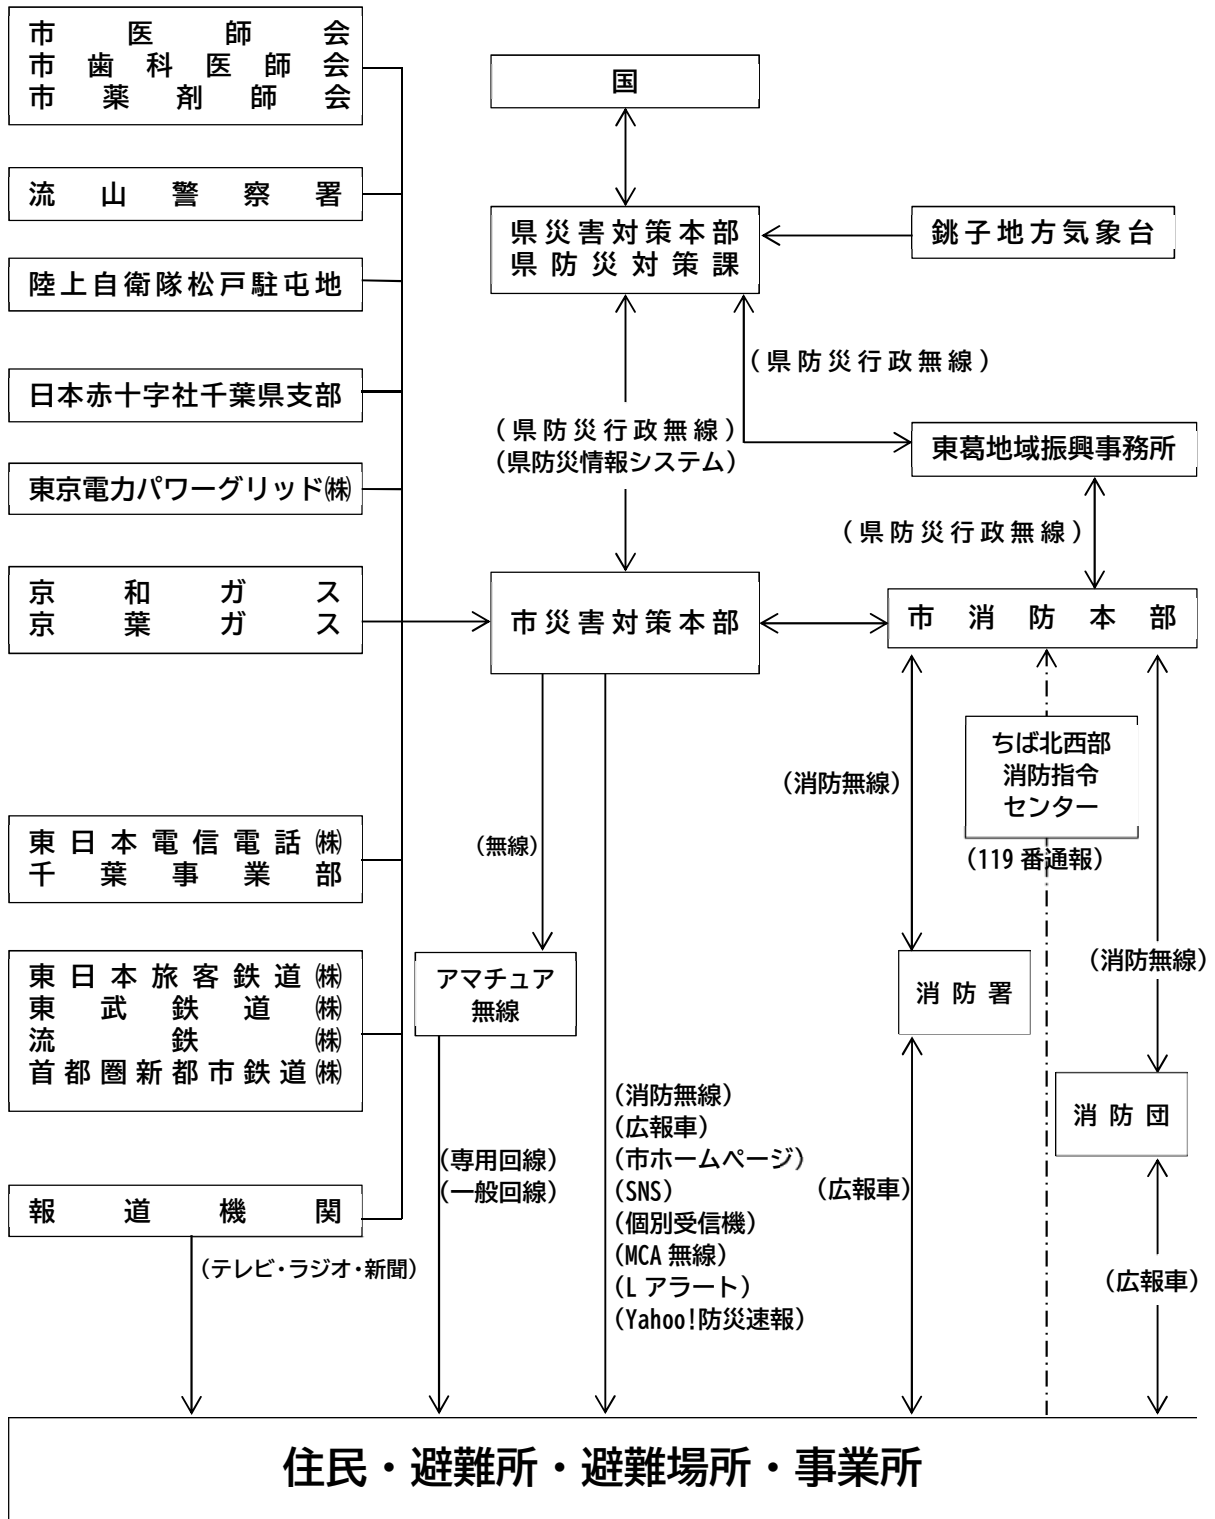 市医師会
市歯科医師会
市薬剤師会
流山警察署
陸上自衛隊松戸駐屯地
日本赤十字社千葉県支部
東京電力パワーグリッド㈱
京和ガス
京葉ガス
東日本電信電話㈱
千葉事業部
東日本旅客鉄道㈱
東武鉄道㈱
流鉄㈱
首都圏新都市鉄道㈱
報道機関
（テレビ・ラジオ・新聞）
国
県災害対策本部
県防災対策課
銚子地方気象台
（県防災行政無線）
（県防災行政無線）
（県防災情報システム）
東葛地域振興事務所
（県防災行政無線）
市災害対策本部
市消防本部
（無線）
アマチュア
無線
（専用回線）
（一般回線）
（消防無線）
（広報車）
（市ホームページ）
（SNS）
（個別受信機）
（MCA 無線）
（L アラート）
（Yahoo!防災速報）
（消防無線）
ちば北西部
消防指令
センター
（119 番通報）
消防署
（消防無線）
消防団
（広報車）
（広報車）
住民・避難所・避難場所・事業所